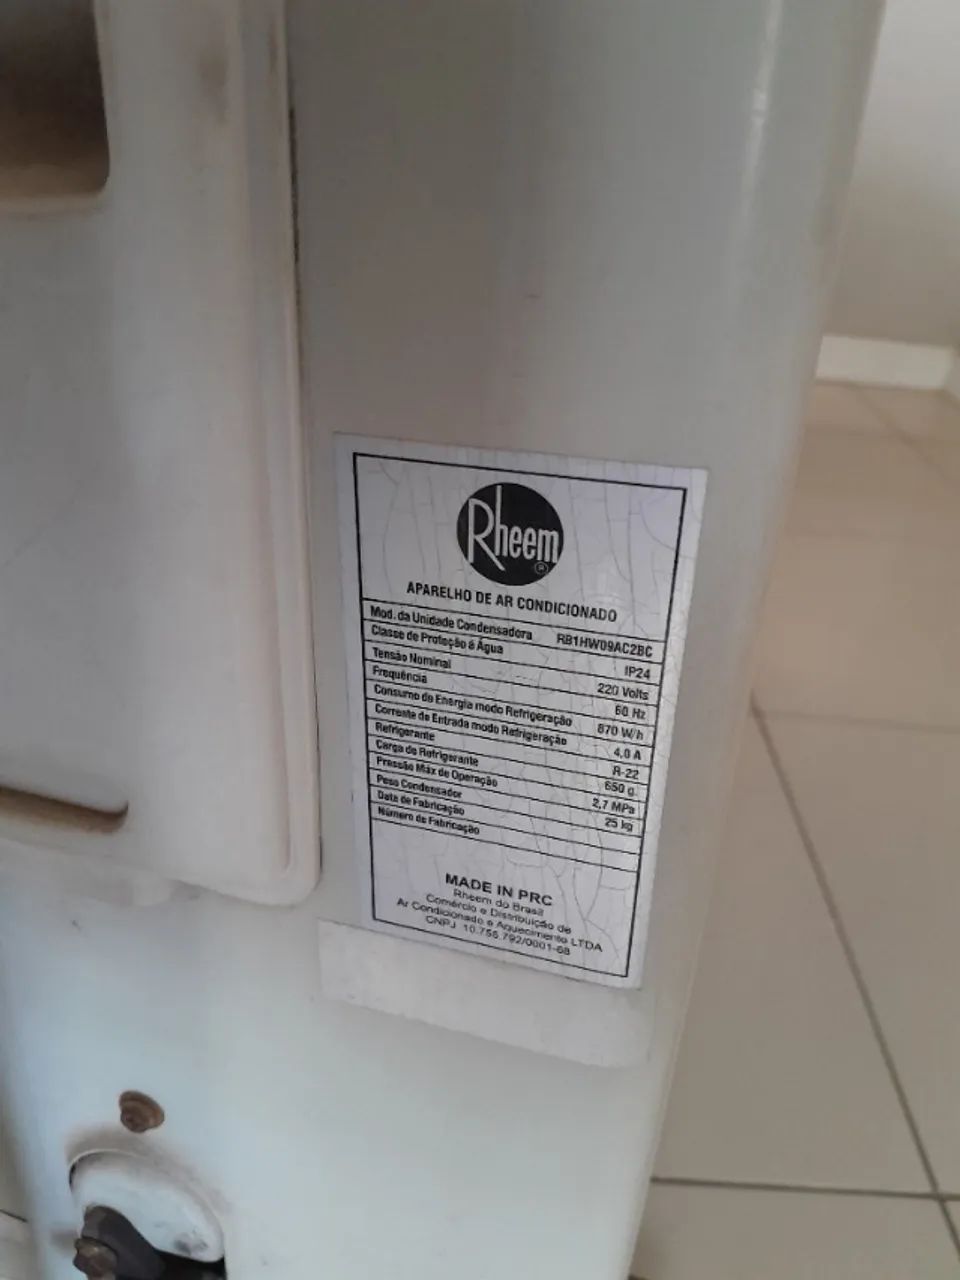 Rheem
®
APARELHO DE AR CONDICIONADO
Mod. da Unidade Condensadora RB1HW09AC2BC
Classe de Proteção á Água IP24
Tensão Nominal 220 Volts
Frequência 60 Hz
Consumo de Energia modo Refrigeração 870 W/h
Corrente de Entrada modo Refrigeração 4,0 A
Refrigerante R-22
Carga de Refrigerante 650 g
Pressão Máx de Operação 2,7 MPa
Peso Condensador 25 kg
Data de Fabricação
Número de Fabricação
MADE IN PRC
Rheem do Brasil
Comércio e Distribuição de
Ar Condicionado e Aquecimento LTDA
CNPJ 10.755.792/0001-68